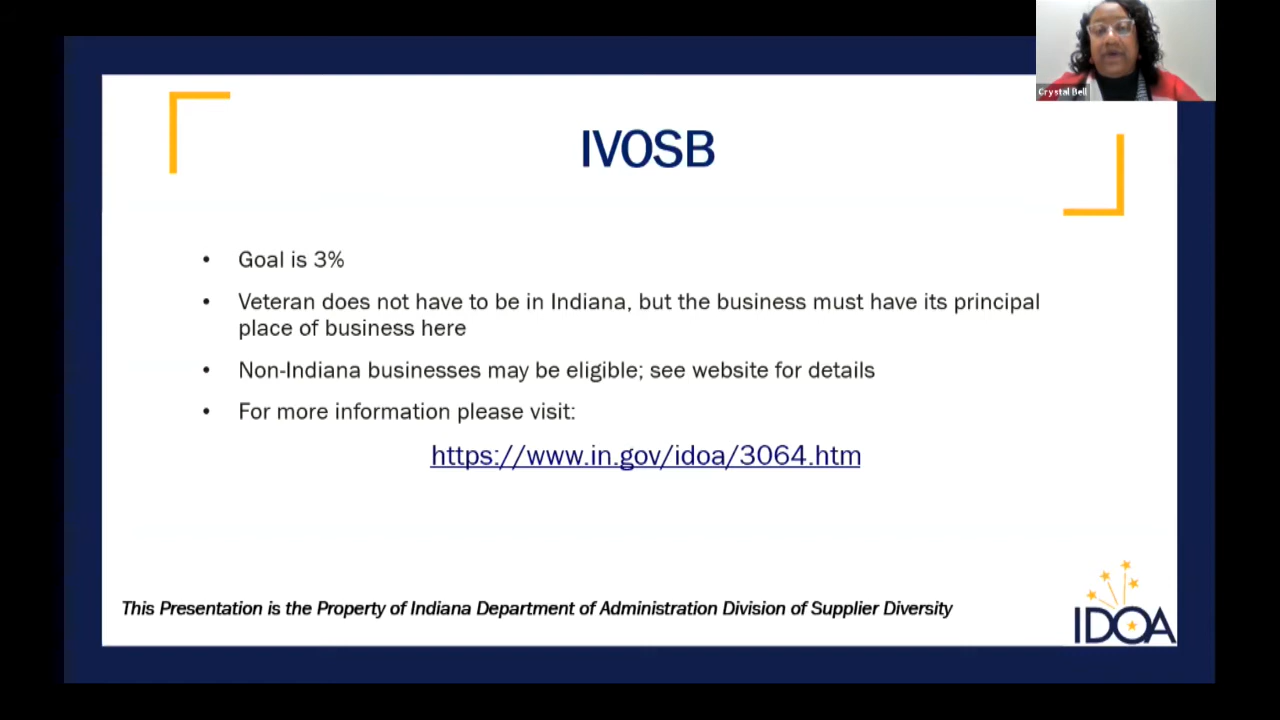 Crystal Bell
IVOSB
• Goal is 3%
• Veteran does not have to be in Indiana, but the business must have its principal
place of business here
• Non-Indiana businesses may be eligible; see website for details
• For more information please visit:
https://www.in.gov/idoa/3064.htm
This Presentation is the Property of Indiana Department of Administration Division of Supplier Diversity
IDOA